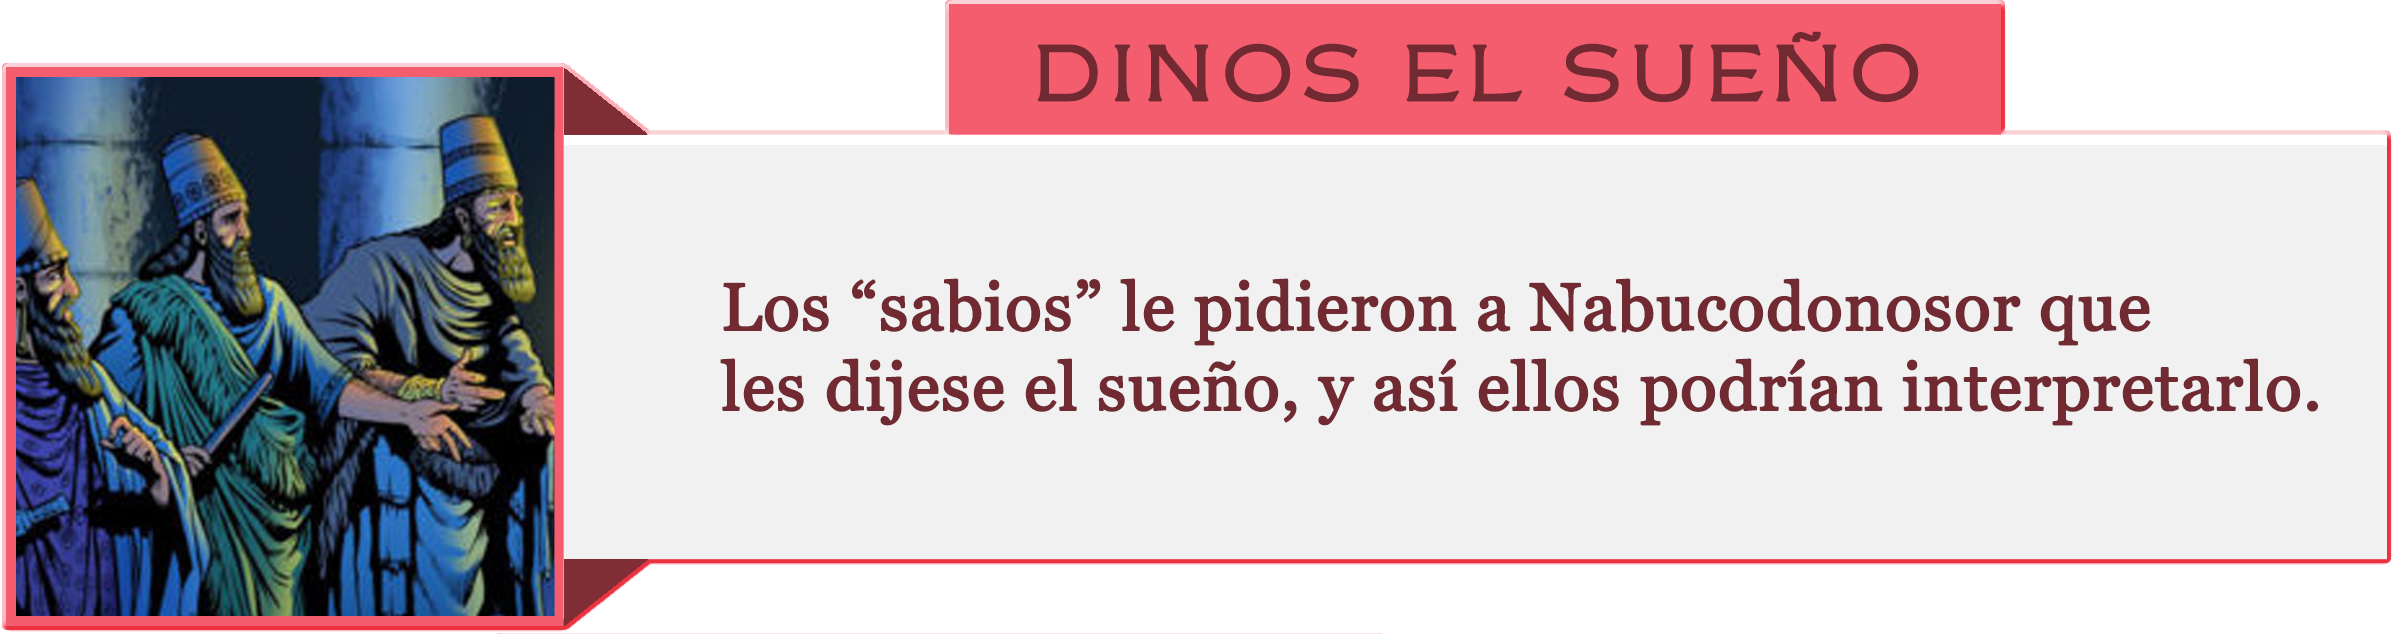 DINOS EL SUEÑO
Los “sabios” le pidieron a Nabucodonosor que
les dijese el sueño, y así ellos podrían interpretarlo.